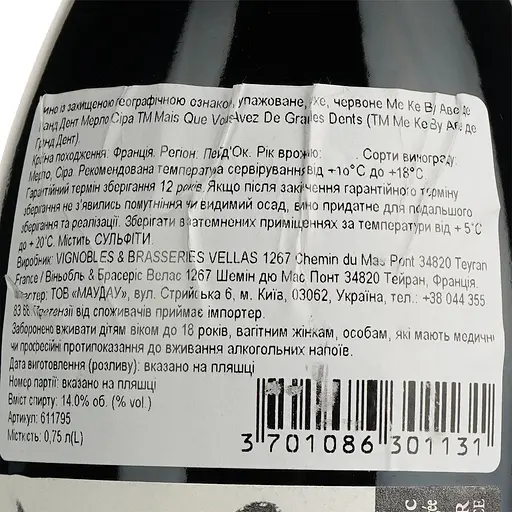 Вино із захищеною географічною ознакою, упаковане, тихе, червоне Ме Ке Ву Аве де
Гранд Дент Мерло Сіра ТМ Mais Que Vois Avez De Grandes Dents (ТМ Ме Ке Ву Аве де
Гранд Дент).
Країна походження: Франція. Регіон: Пеїд'Ок. Рік врожаю: Сорти винограду:
Мерло, Сіра. Рекомендована температура сервірування від +16°C до +18°C.
Гарантійний термін зберігання 12 років. Якщо після закінчення гарантійного терміну
зберігання не з'явились помутніння чи видимий осад, вино придатне для подальшого
зберігання та реалізації. Зберігати в затемнених приміщеннях за температури від + 5°C
до + 20°C. Містить СУЛЬФІТИ.
Виробник: VIGNOBLES & BRASSERIES VELLAS 1267 Chemin du Mas Pont 34820 Teyran
France / Віньобль & Брасеріс Велас 1267 Шемін дю Мас Понт 34820 Тейран, Франція.
Імпортер: ТОВ «МАУДАУ», вул. Стрийська 6, м. Київ, 03062, Україна, тел.: +38 044 355
83 68 Претензії від споживачів приймає імпортер.
Заборонено вживати дітям віком до 18 років, вагітним жінкам, особам, які мають медичні
чи професійні протипоказання до вживання алкогольних напоїв.
Дата виготовлення (розливу): вказано на пляшці
Номер партії: вказано на пляшці
Вміст спирту: 14.0% об. (% vol.)
Артикул: 611795
Місткість: 0,75 л(L)
3 701086 301131